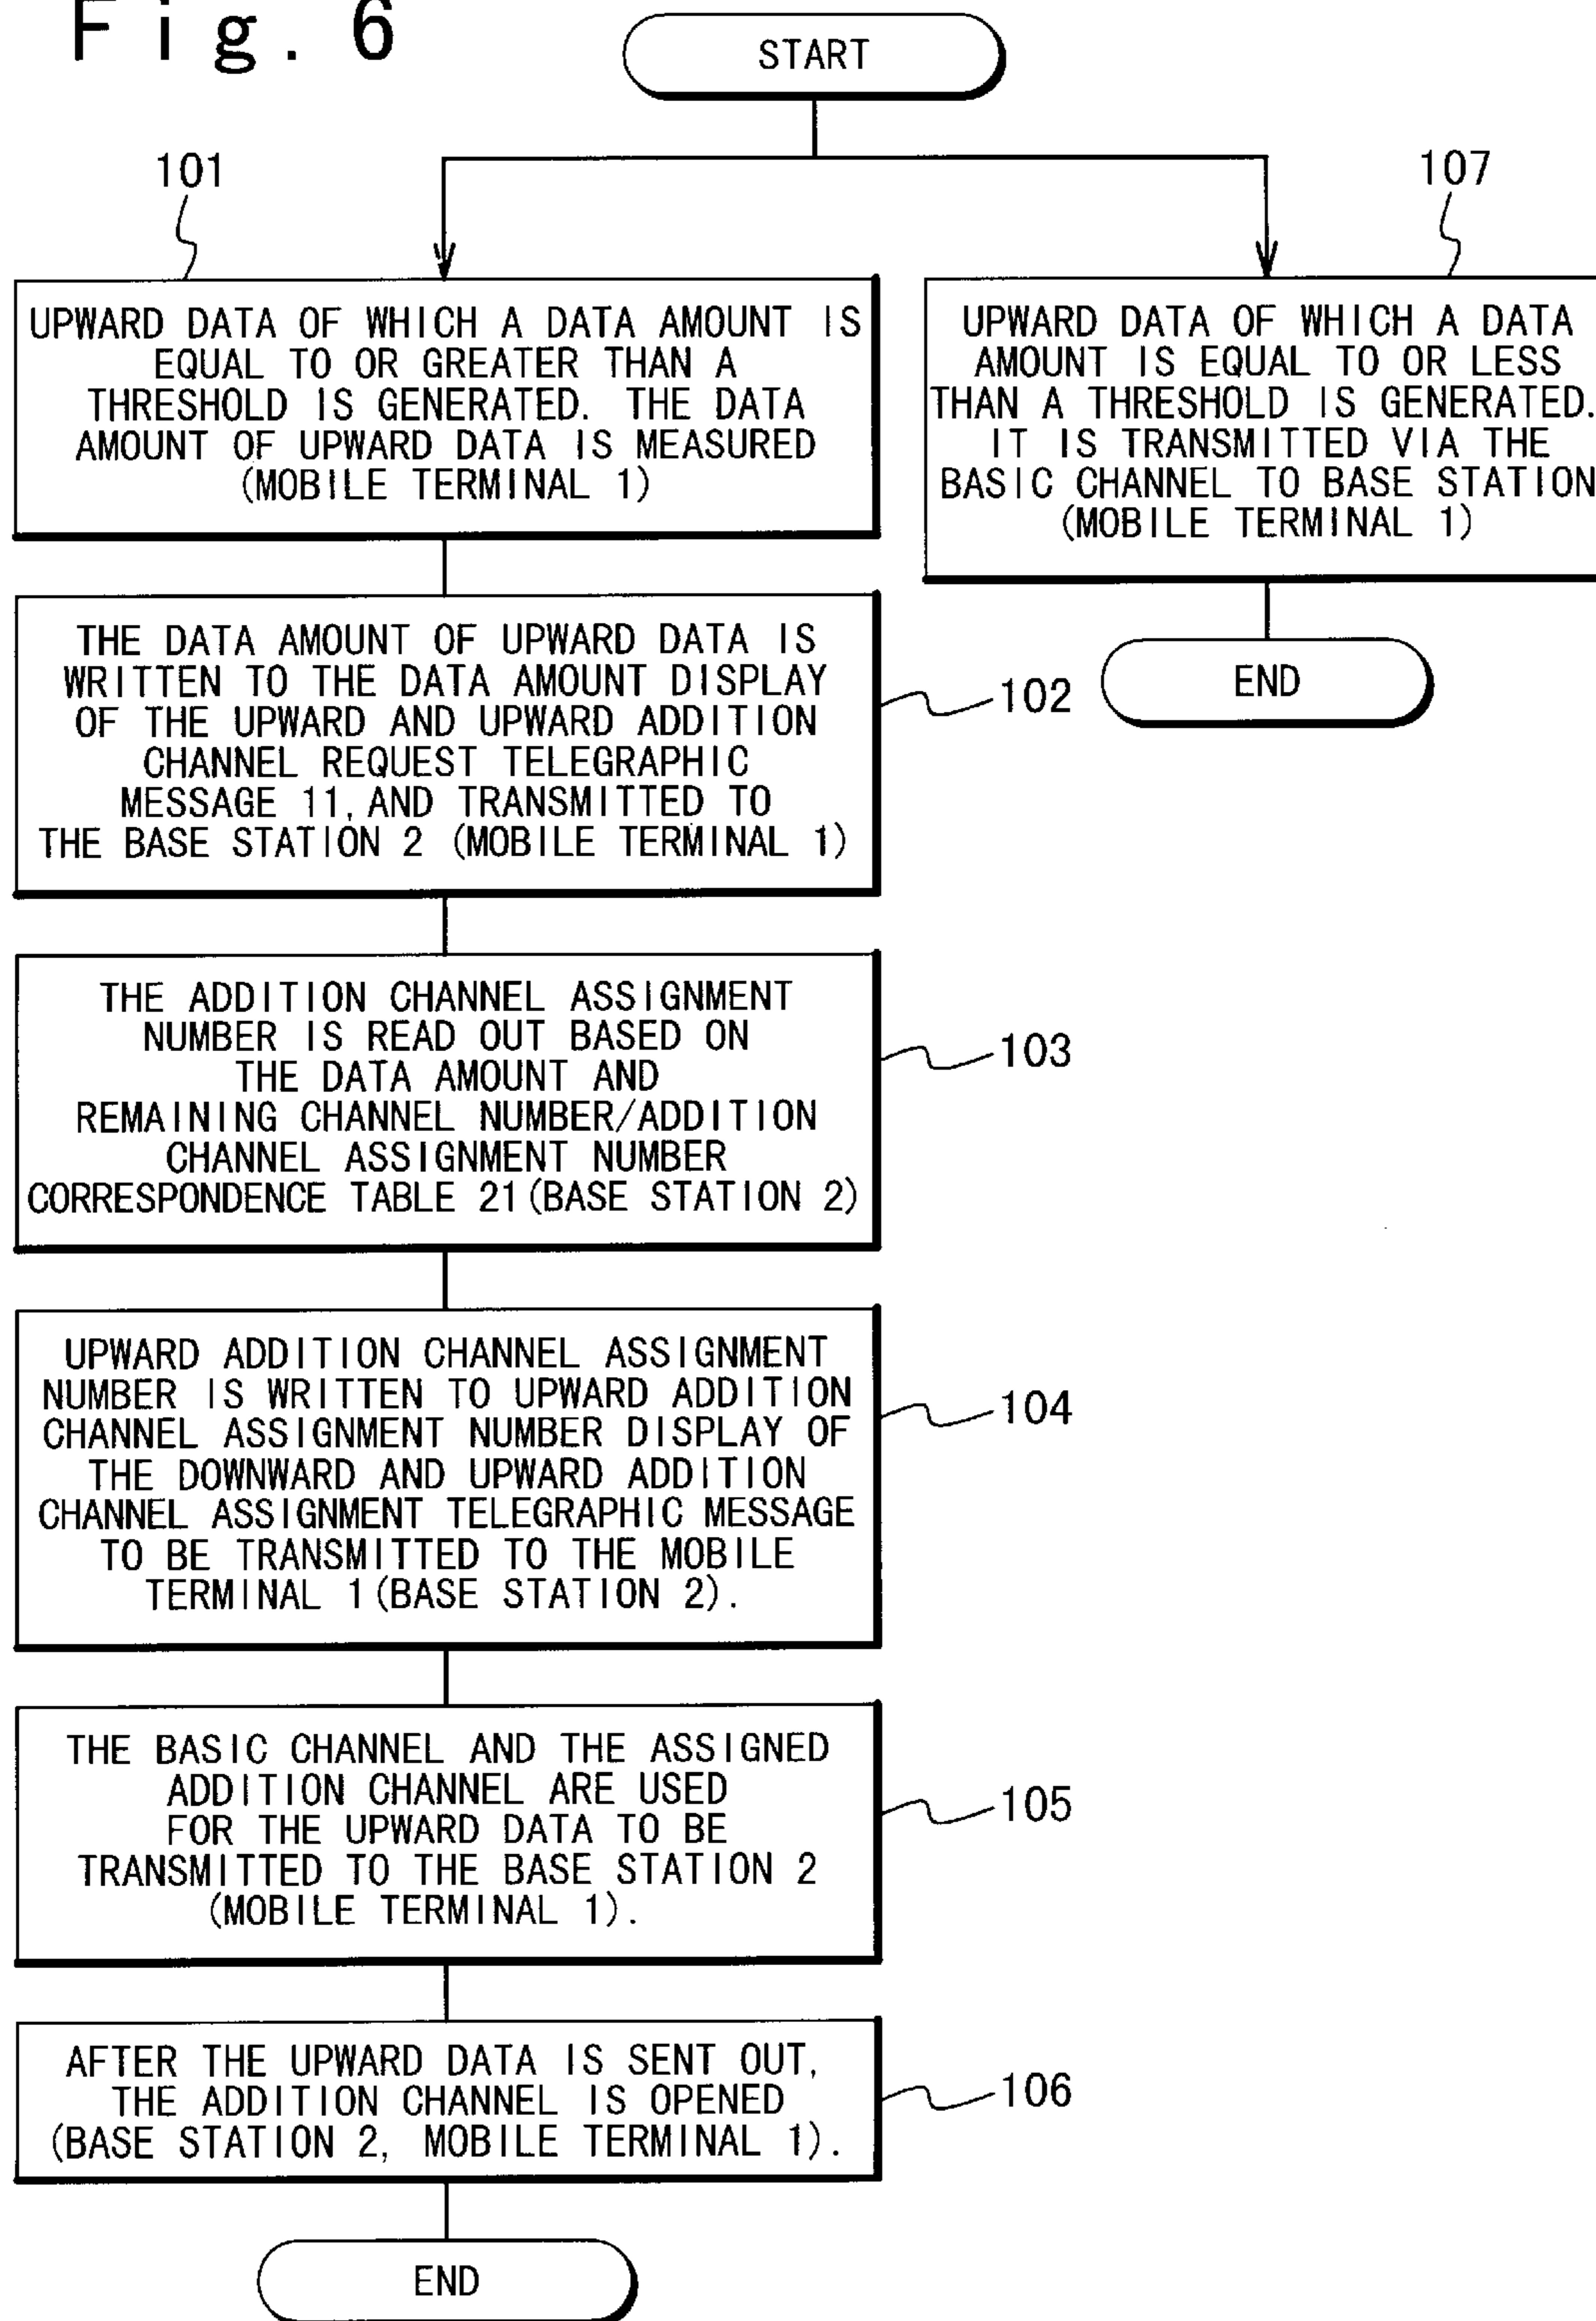 Fig. 6
START
101
107
UPWARD DATA OF WHICH A DATA AMOUNT IS
EQUAL TO OR GREATER THAN A
THRESHOLD IS GENERATED. THE DATA
AMOUNT OF UPWARD DATA IS MEASURED
(MOBILE TERMINAL 1)
UPWARD DATA OF WHICH A DATA
AMOUNT IS EQUAL TO OR LESS
THAN A THRESHOLD IS GENERATED.
IT IS TRANSMITTED VIA THE
BASIC CHANNEL TO BASE STATION
(MOBILE TERMINAL 1)
END
THE DATA AMOUNT OF UPWARD DATA IS
WRITTEN TO THE DATA AMOUNT DISPLAY
OF THE UPWARD AND UPWARD ADDITION
CHANNEL REQUEST TELEGRAPHIC
MESSAGE 11, AND TRANSMITTED TO
THE BASE STATION 2 (MOBILE TERMINAL 1)
102
THE ADDITION CHANNEL ASSIGNMENT
NUMBER IS READ OUT BASED ON
THE DATA AMOUNT AND
REMAINING CHANNEL NUMBER/ADDITION
CHANNEL ASSIGNMENT NUMBER
CORRESPONDENCE TABLE 21(BASE STATION 2)
103
UPWARD ADDITION CHANNEL ASSIGNMENT
NUMBER IS WRITTEN TO UPWARD ADDITION
CHANNEL ASSIGNMENT NUMBER DISPLAY OF
THE DOWNWARD AND UPWARD ADDITION
CHANNEL ASSIGNMENT TELEGRAPHIC MESSAGE
TO BE TRANSMITTED TO THE MOBILE
TERMINAL 1(BASE STATION 2).
104
THE BASIC CHANNEL AND THE ASSIGNED
ADDITION CHANNEL ARE USED
FOR THE UPWARD DATA TO BE
TRANSMITTED TO THE BASE STATION 2
(MOBILE TERMINAL 1).
105
AFTER THE UPWARD DATA IS SENT OUT,
THE ADDITION CHANNEL IS OPENED
(BASE STATION 2, MOBILE TERMINAL 1).
106
END